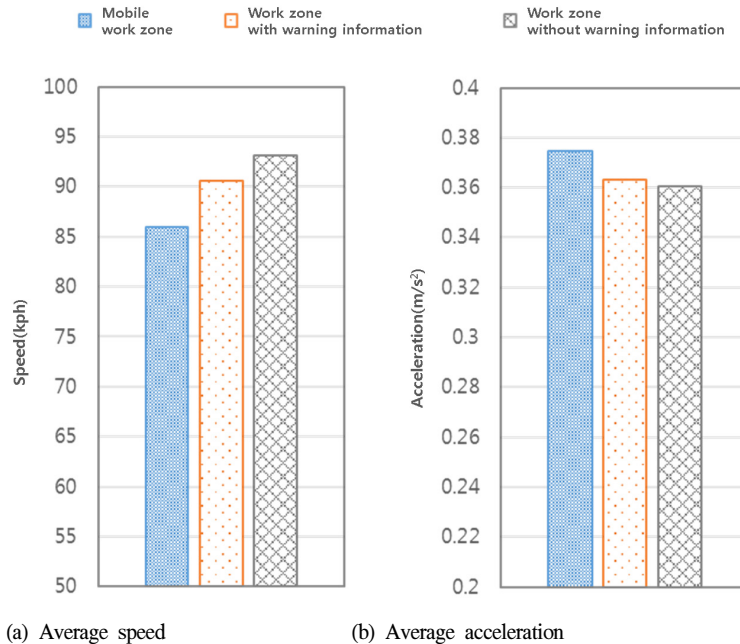 Mobile
work zone
Work zone
with warning information
Work zone
without warning information
Speed(kph)
100
95
90
85
80
75
70
65
60
55
50
Acceleration(m/s²)
0.4
0.38
0.36
0.34
0.32
0.3
0.28
0.26
0.24
0.22
0.2
(a) Average speed
(b) Average acceleration